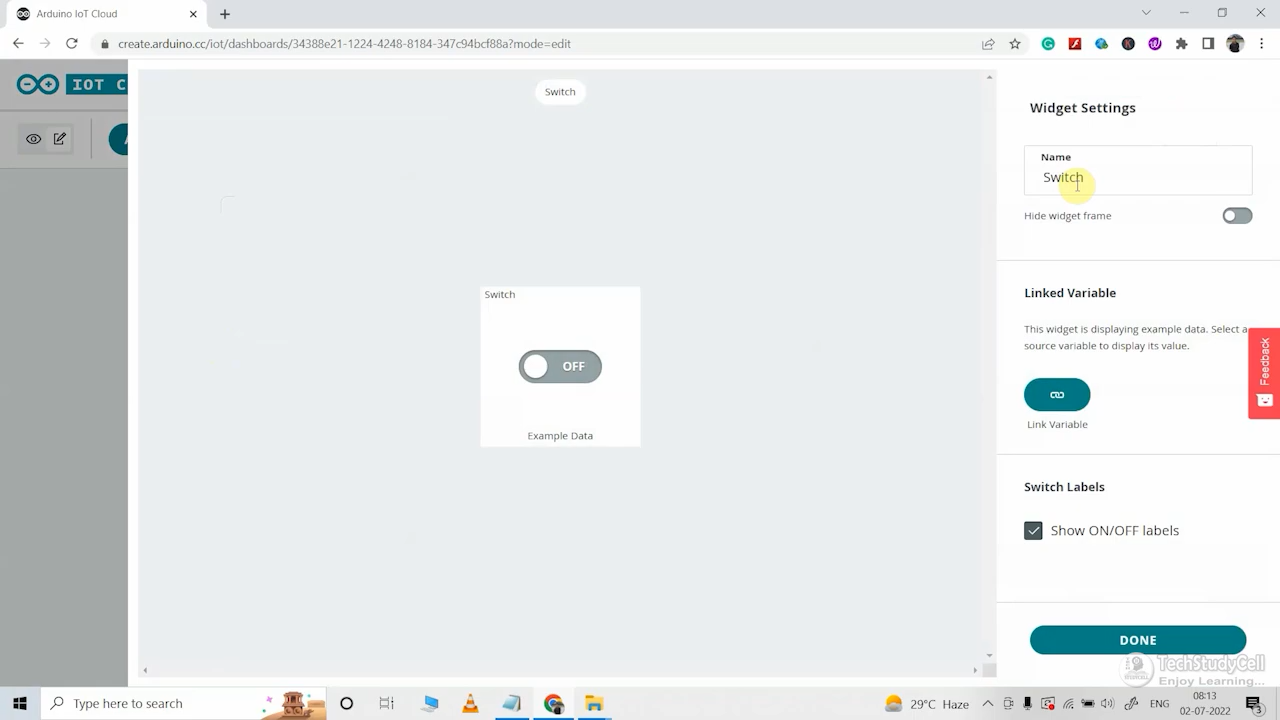 Arduino IoT Cloud
create.arduino.cc/iot/dashboards/34388e21-1224-4248-8184-347c94bcf88a?mode=edit
IOT C
A
Switch
Widget Settings
Name
Switch
Hide widget frame
Switch
OFF
Example Data
Linked Variable
This widget is displaying example data. Select a
source variable to display its value.
Link Variable
Feedback
Switch Labels
Show ON/OFF labels
DONE
TechStudyCell
Enjoy Learning...
Type here to search
29°C Haze
ENG
08:13
02-07-2022
3